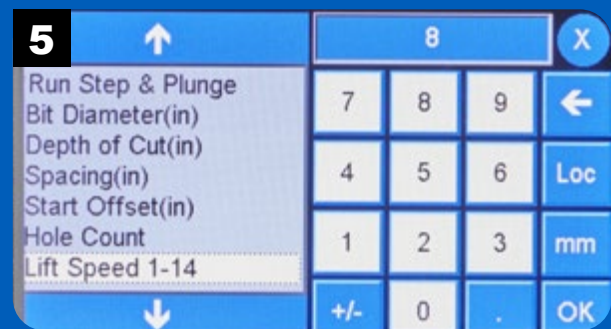 5
8
X
Run Step & Plunge
Bit Diameter(in)
Depth of Cut(in)
Spacing(in)
Start Offset(in)
Hole Count
Lift Speed 1-14
7 8 9
4 5 6 Loc
1 2 3 mm
+/- 0 . OK